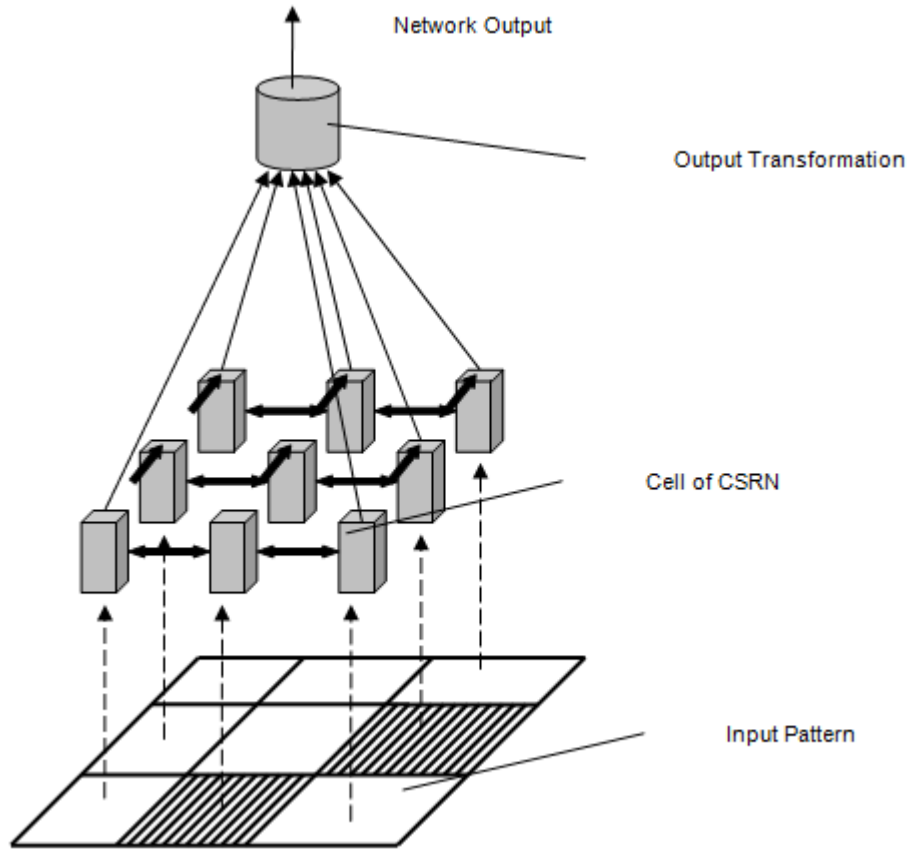 Network Output
Output Transformation
Cell of CSRN
Input Pattern